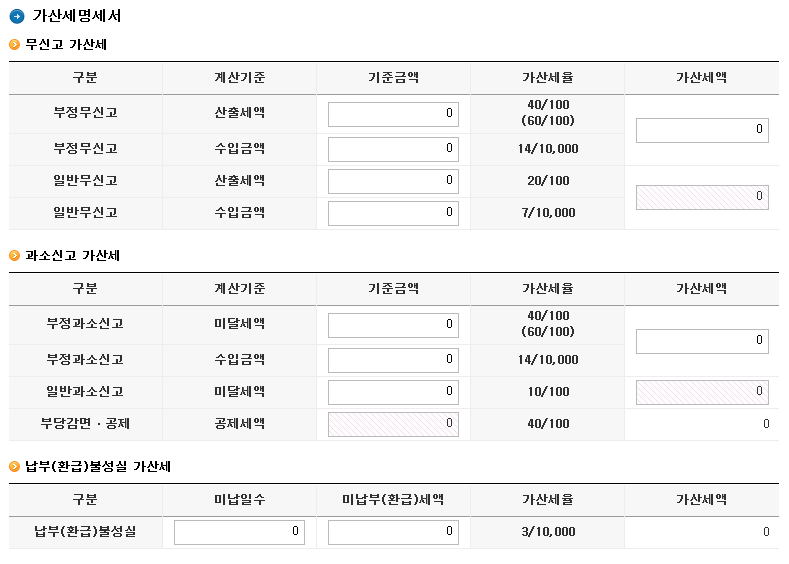 가산세명세서
무신고 가산세
구분 계산기준 기준금액 가산세율 가산세액
부정무신고 산출세액 0 40/100 (60/100) 0
부정무신고 수입금액 0 14/10,000
일반무신고 산출세액 0 20/100 0
일반무신고 수입금액 0 7/10,000
과소신고 가산세
구분 계산기준 기준금액 가산세율 가산세액
부정과소신고 미달세액 0 40/100 (60/100) 0
부정과소신고 수입금액 0 14/10,000
일반과소신고 미달세액 0 10/100 0
부당감면·공제 공제세액 0 40/100 0
납부(환급)불성실 가산세
구분 미납일수 미납부(환급)세액 가산세율 가산세액
납부(환급)불성실 0 0 3/10,000 0